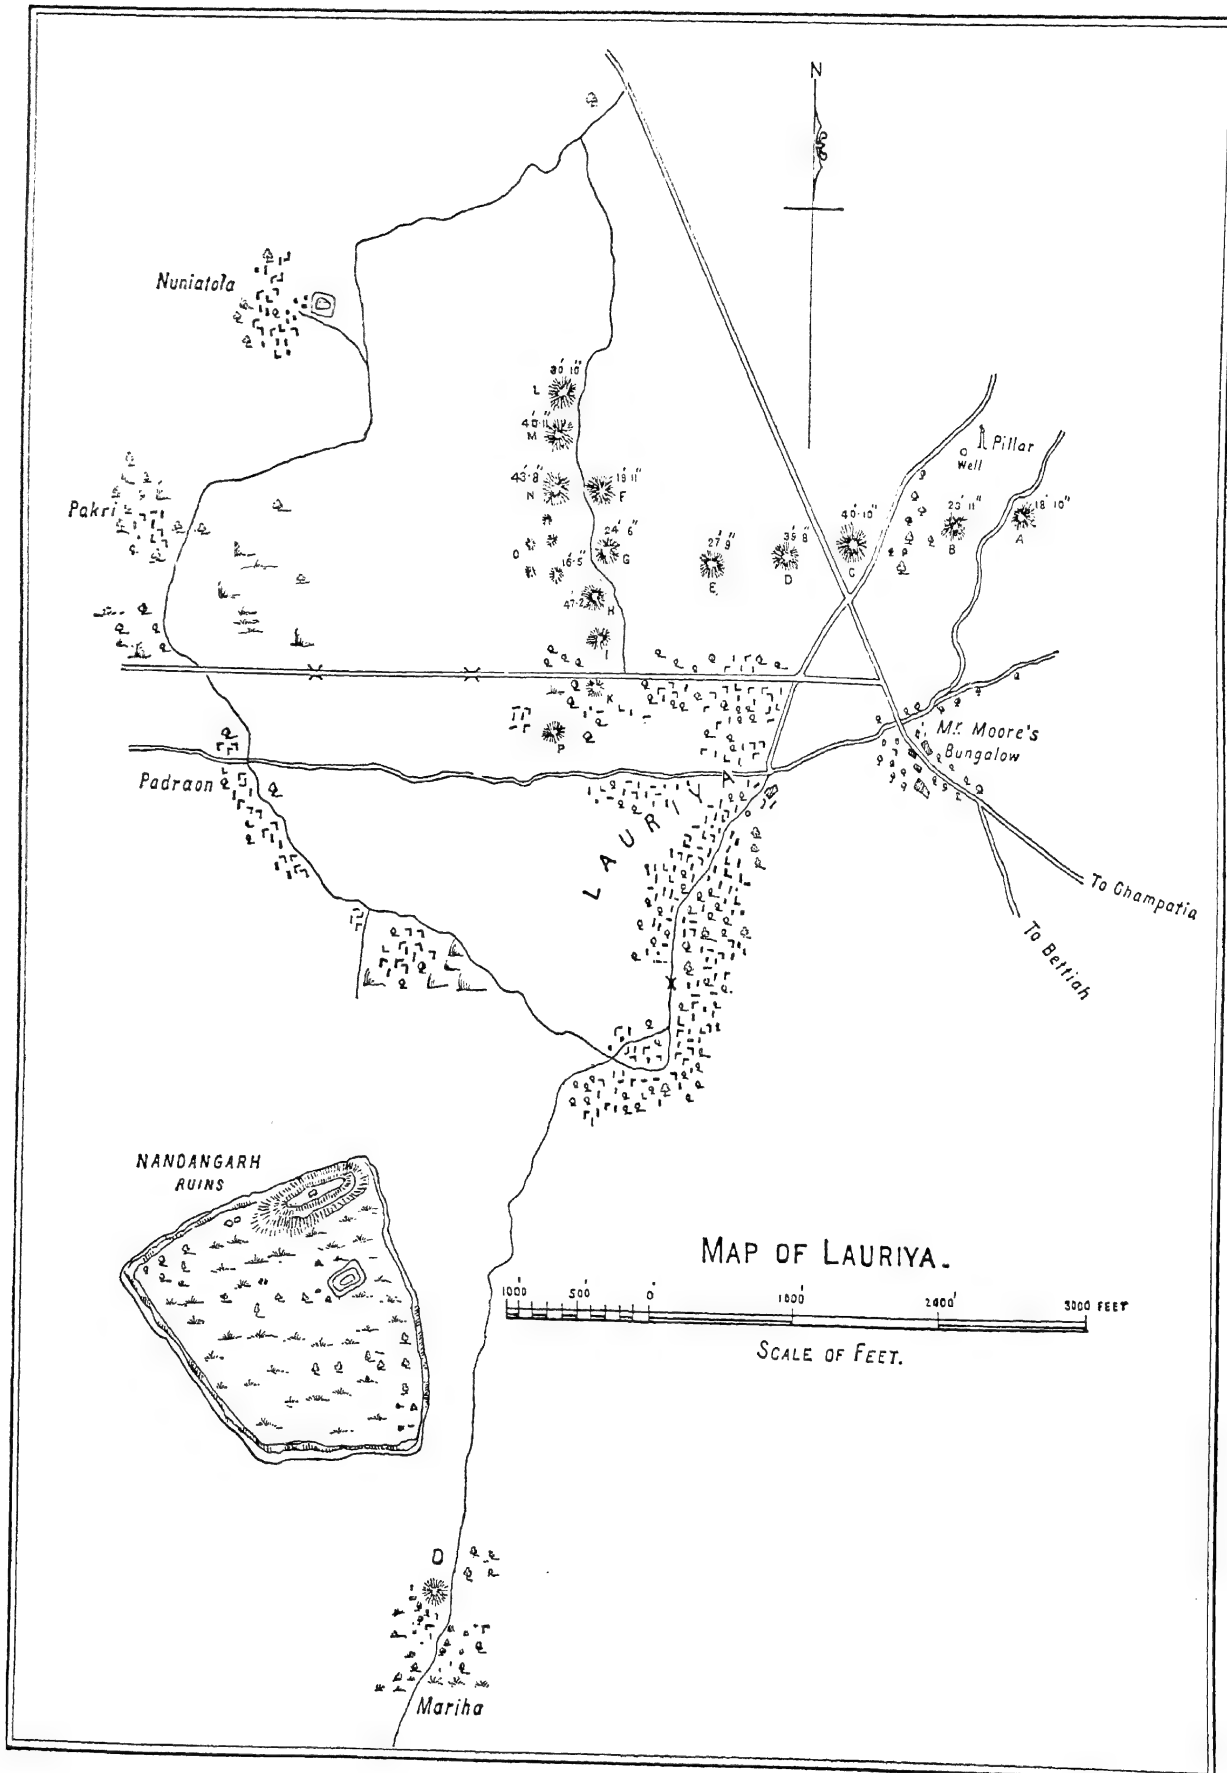 N
Nuniatola
30' 10"
L
40' 11"
M
43' 8"
N
19' 11"
F
Pillar
Well
Pakri
24' 6"
G
O
16' 5"
27' 9"
E.
35' 8"
D
40' 10"
C
23' 11"
B
18' 10"
A
47' 2"
H
I
K
P
Mr. Moore's
Bungalow
Padraon
LAURIYA
To Champatia
To Bettiah
NANDANGARH
RUINS
MAP OF LAURIYA.
1000' 500' 0' 1000' 2000' 3000 FEET
SCALE OF FEET.
Mariha